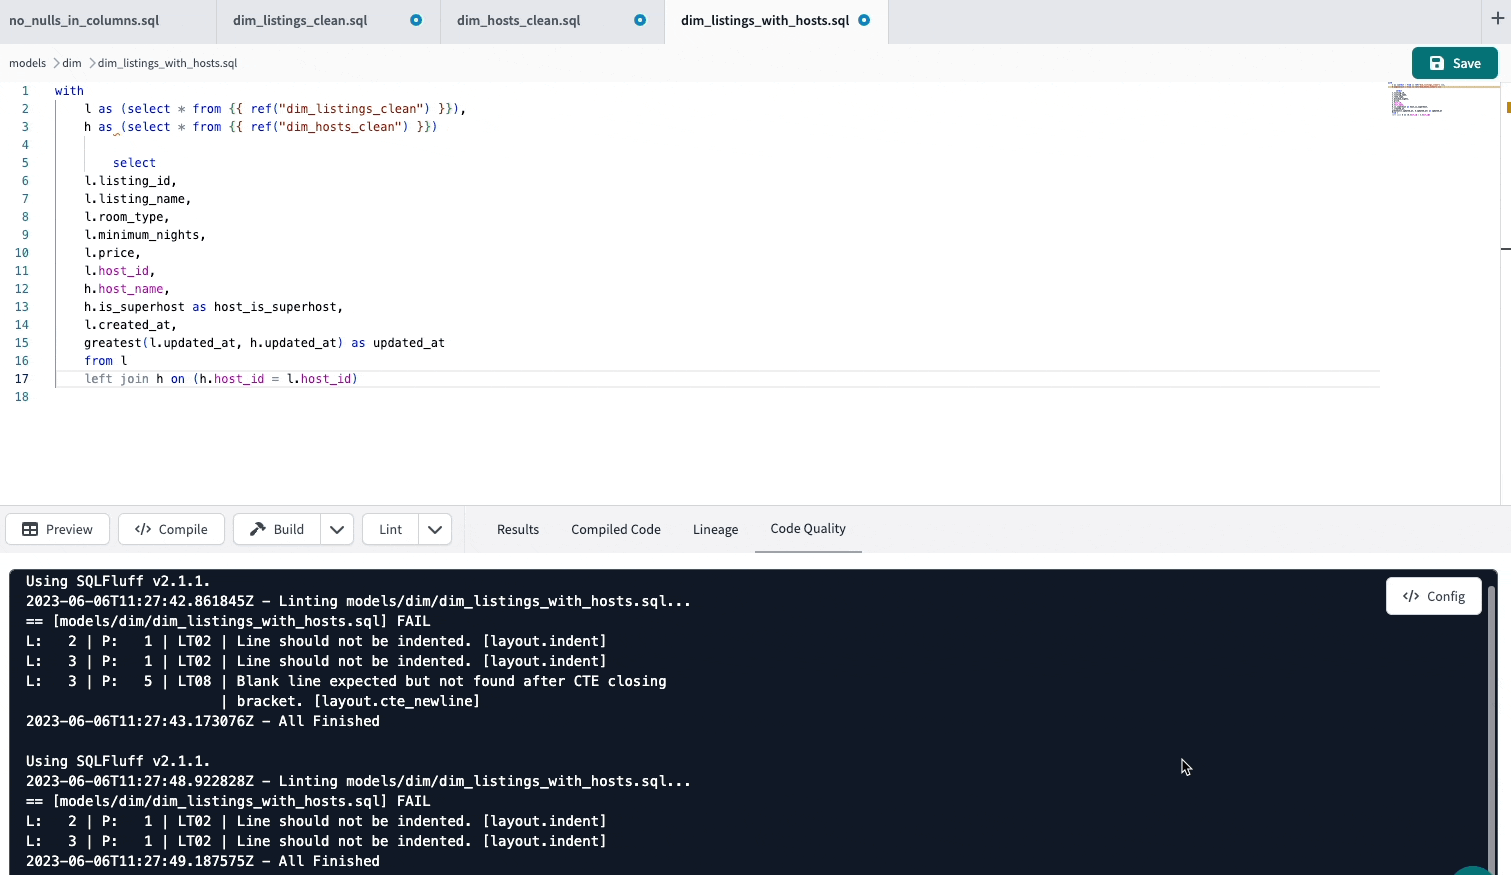 no_nulls_in_columns.sql dim_listings_clean.sql dim_hosts_clean.sql dim_listings_with_hosts.sql +
models > dim > dim_listings_with_hosts.sql Save
1 with
2 l as (select * from {{ ref("dim_listings_clean") }}),
3 h as (select * from {{ ref("dim_hosts_clean") }})
4
5 select
6 l.listing_id,
7 l.listing_name,
8 l.room_type,
9 l.minimum_nights,
10 l.price,
11 l.host_id,
12 h.host_name,
13 h.is_superhost as host_is_superhost,
14 l.created_at,
15 greatest(l.updated_at, h.updated_at) as updated_at
16 from l
17 left join h on (h.host_id = l.host_id)
18
Preview </> Compile Build Lint Results Compiled Code Lineage Code Quality
</> Config
Using SQLFluff v2.1.1.
2023-06-06T11:27:42.861845Z – Linting models/dim/dim_listings_with_hosts.sql...
== [models/dim/dim_listings_with_hosts.sql] FAIL
L:   2 | P:   1 | LT02 | Line should not be indented. [layout.indent]
L:   3 | P:   1 | LT02 | Line should not be indented. [layout.indent]
L:   3 | P:   5 | LT08 | Blank line expected but not found after CTE closing
| bracket. [layout.cte_newline]
2023-06-06T11:27:43.173076Z – All Finished
Using SQLFluff v2.1.1.
2023-06-06T11:27:48.922828Z – Linting models/dim/dim_listings_with_hosts.sql...
== [models/dim/dim_listings_with_hosts.sql] FAIL
L:   2 | P:   1 | LT02 | Line should not be indented. [layout.indent]
L:   3 | P:   1 | LT02 | Line should not be indented. [layout.indent]
2023-06-06T11:27:49.187575Z – All Finished